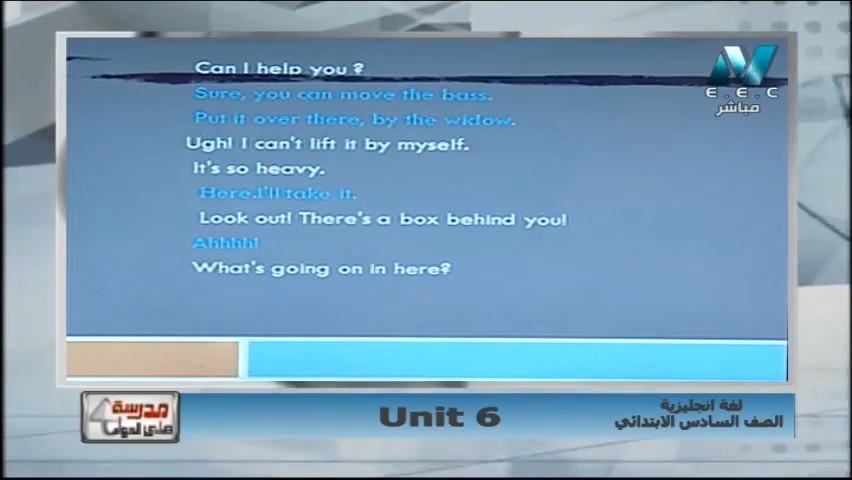 Can I help you ?
Sure, you can move the bass.
Put it over there, by the widow.
Ugh! I can't lift it by myself.
It's so heavy.
Here.I'll take it.
Look out! There's a box behind you!
Ahhhh!
What's going on in here?
E . E . C
مباشر
مدرسة
على الهواء
Unit 6
لغة انجليزية
الصف السادس الابتدائي